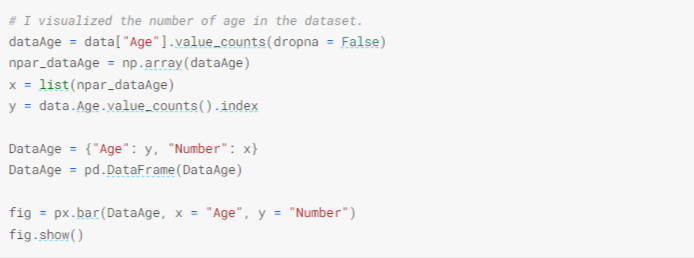 # I visualized the number of age in the dataset.
dataAge = data["Age"].value_counts(dropna = False)
npar_dataAge = np.array(dataAge)
x = list(npar_dataAge)
y = data.Age.value_counts().index
DataAge = {"Age": y, "Number": x}
DataAge = pd.DataFrame(DataAge)
fig = px.bar(DataAge, x = "Age", y = "Number")
fig.show()